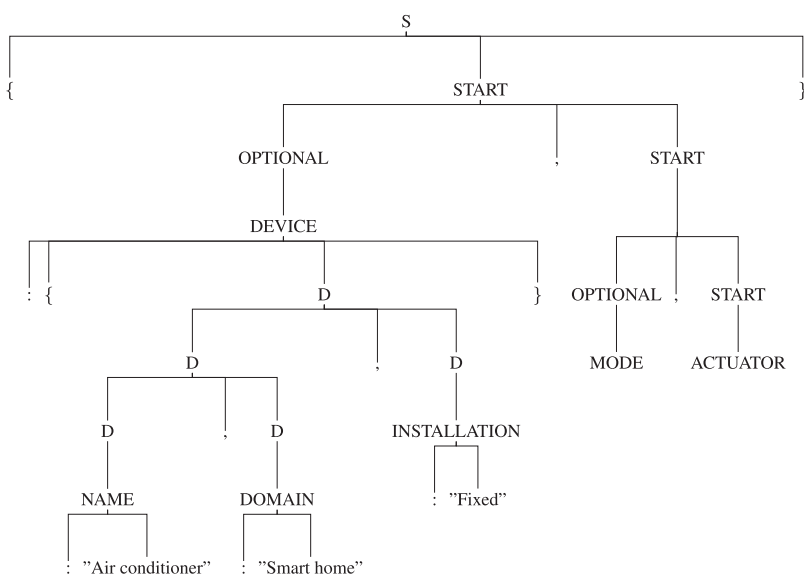 S
{ START }
OPTIONAL , START
DEVICE
: { D } OPTIONAL , START
D , D MODE ACTUATOR
D , D INSTALLATION
NAME DOMAIN : ”Fixed”
: ”Air conditioner” : ”Smart home”